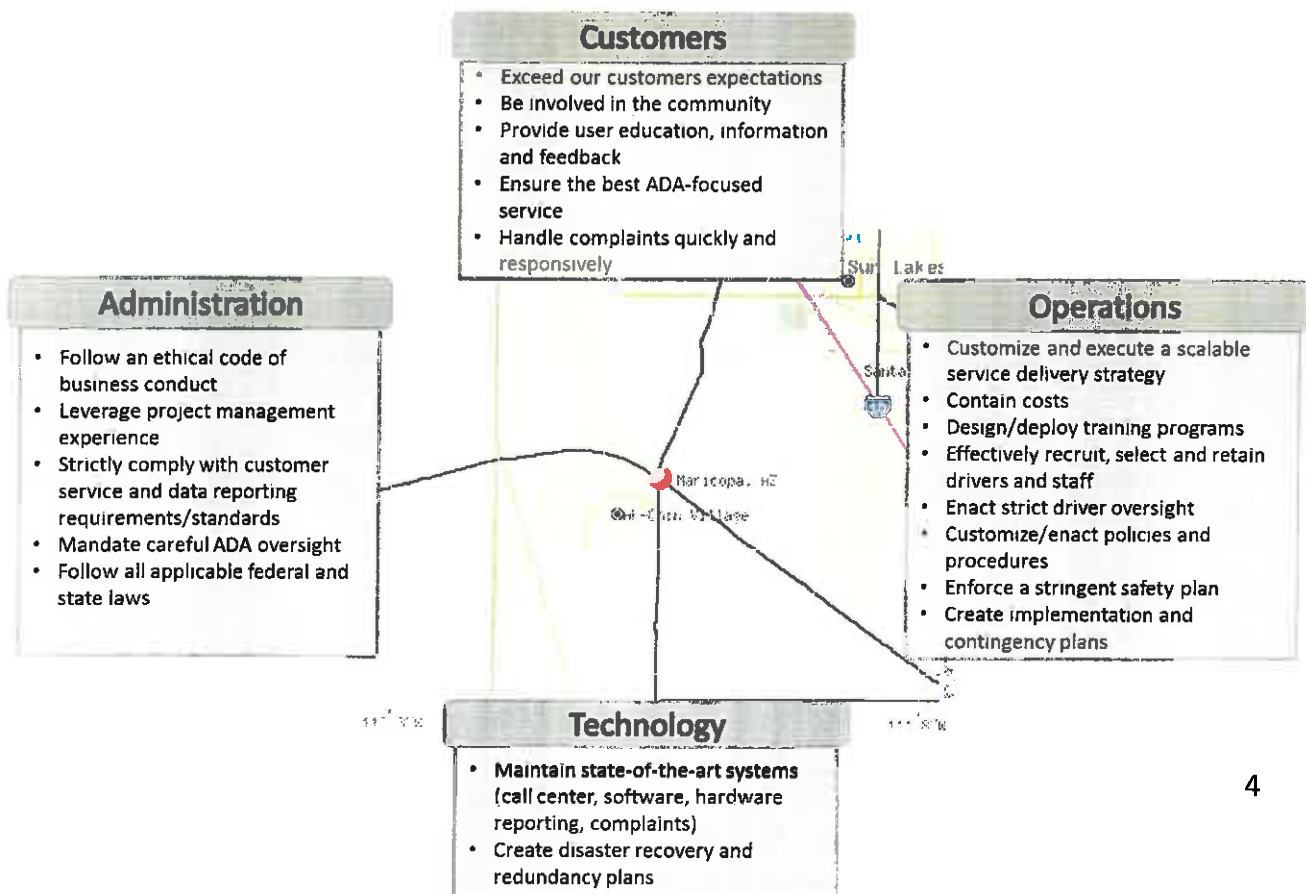 Customers
• Exceed our customers expectations
• Be involved in the community
• Provide user education, information
and feedback
• Ensure the best ADA-focused
service
• Handle complaints quickly and
responsively
Administration
• Follow an ethical code of
business conduct
• Leverage project management
experience
• Strictly comply with customer
service and data reporting
requirements/standards
• Mandate careful ADA oversight
• Follow all applicable federal and
state laws
Sun Lakes
Santa
Maricopa, AZ
Village
Operations
• Customize and execute a scalable
service delivery strategy
• Contain costs
• Design/deploy training programs
• Effectively recruit, select and retain
drivers and staff
• Enact strict driver oversight
• Customize/enact policies and
procedures
• Enforce a stringent safety plan
• Create implementation and
contingency plans
Technology
• Maintain state-of-the-art systems
(call center, software, hardware
reporting, complaints)
• Create disaster recovery and
redundancy plans
4